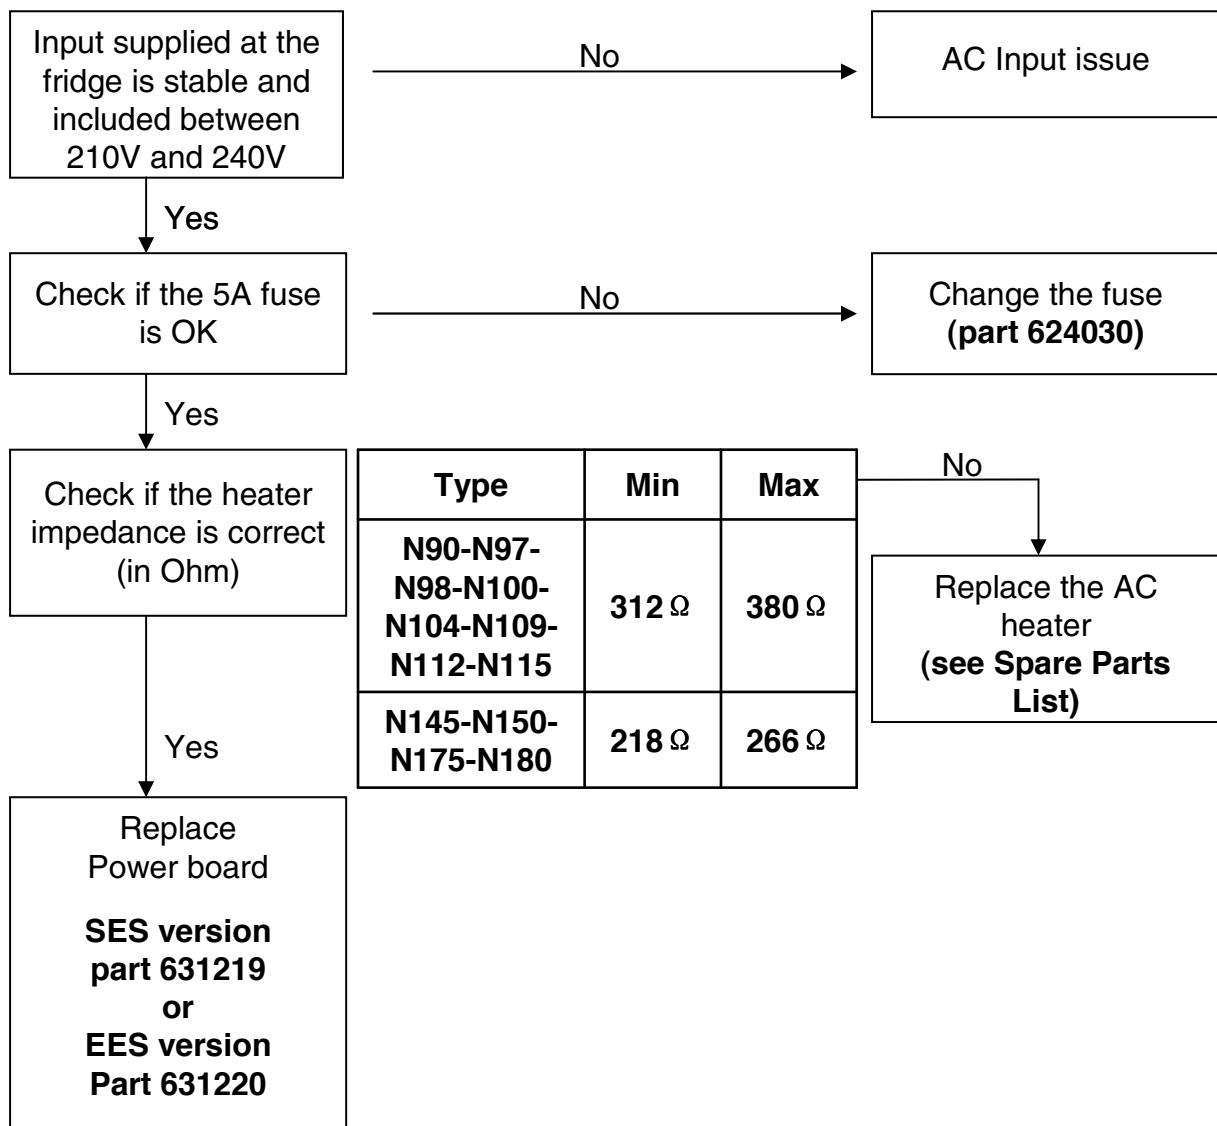 Input supplied at the
fridge is stable and
included between
210V and 240V
No
AC Input issue
Yes
Check if the 5A fuse
is OK
No
Change the fuse
(part 624030)
Yes
Check if the heater
impedance is correct
(in Ohm)
Type Min Max
N90-N97-
N98-N100-
N104-N109-
N112-N115
312 Ω 380 Ω
N145-N150-
N175-N180
218 Ω 266 Ω
No
Replace the AC
heater
(see Spare Parts
List)
Yes
Replace
Power board
SES version
part 631219
or
EES version
Part 631220